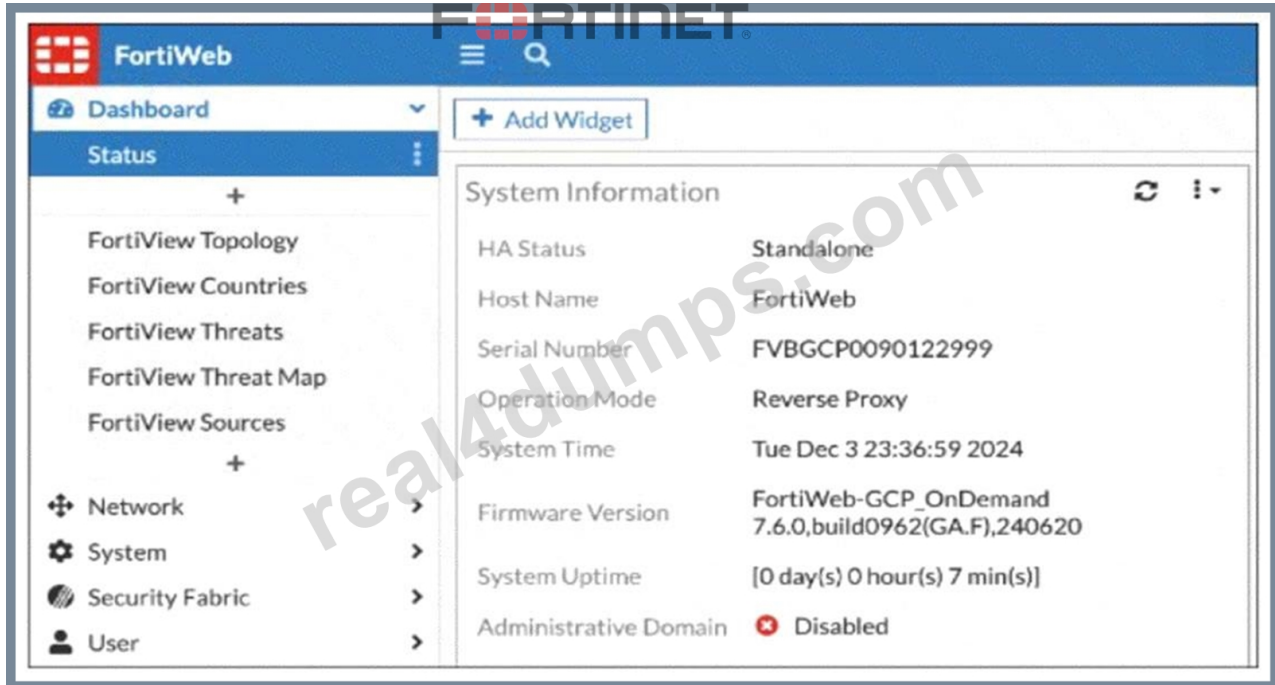 FORTINET
FortiWeb
Dashboard
Status
FortiView Topology
FortiView Countries
FortiView Threats
FortiView Threat Map
FortiView Sources
Network
System
Security Fabric
User
+ Add Widget
System Information
HA Status Standalone
Host Name FortiWeb
Serial Number FVBGCP0090122999
Operation Mode Reverse Proxy
System Time Tue Dec 3 23:36:59 2024
Firmware Version FortiWeb-GCP_OnDemand
7.6.0,build0962(GA.F),240620
System Uptime [0 day(s) 0 hour(s) 7 min(s)]
Administrative Domain Disabled
real4dumps.com